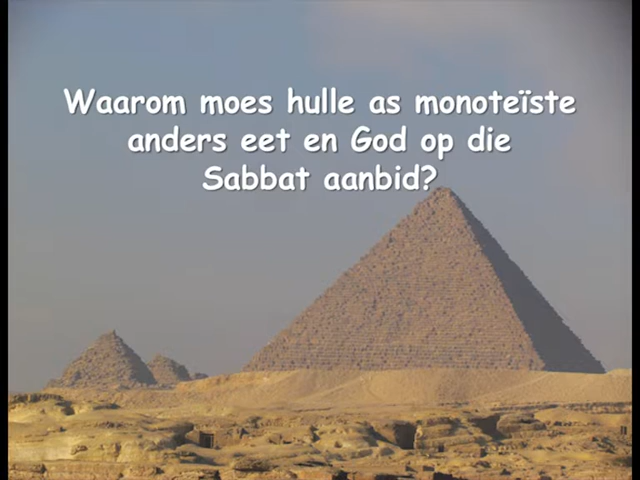 Waarom moes hulle as monoteïste
anders eet en God op die
Sabbat aanbid?